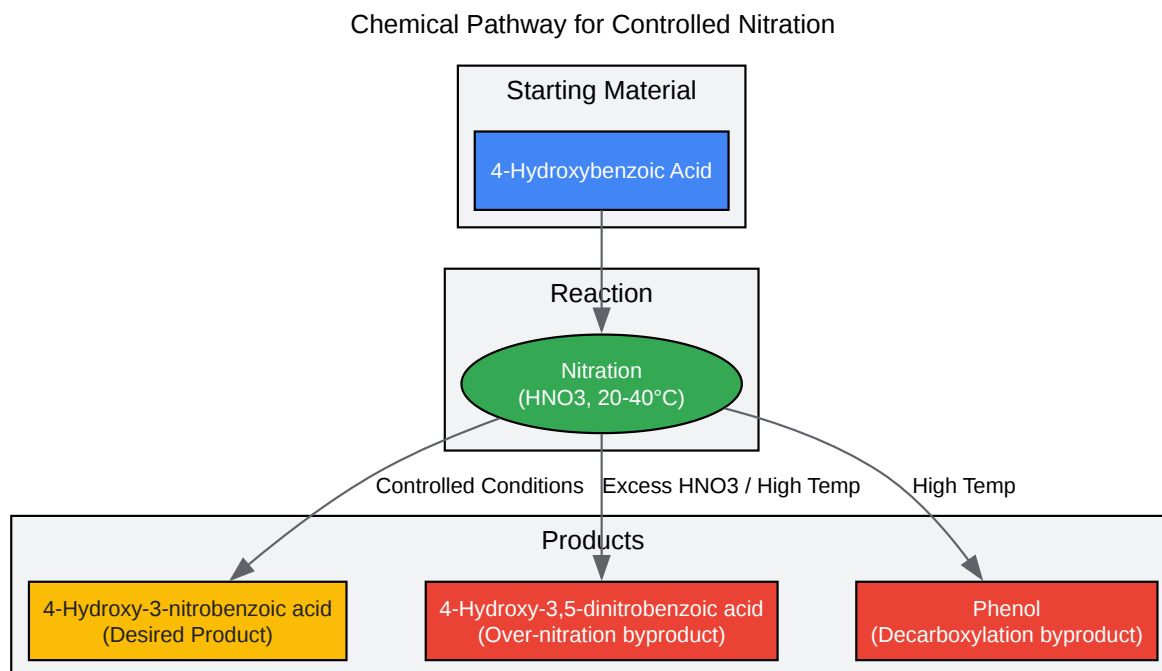 Chemical Pathway for Controlled Nitration
Starting Material
4-Hydroxybenzoic Acid
Reaction
Nitration
(HNO3, 20-40°C)
Controlled Conditions
Excess HNO3 / High Temp
High Temp
Products
4-Hydroxy-3-nitrobenzoic acid
(Desired Product)
4-Hydroxy-3,5-dinitrobenzoic acid
(Over-nitration byproduct)
Phenol
(Decarboxylation byproduct)